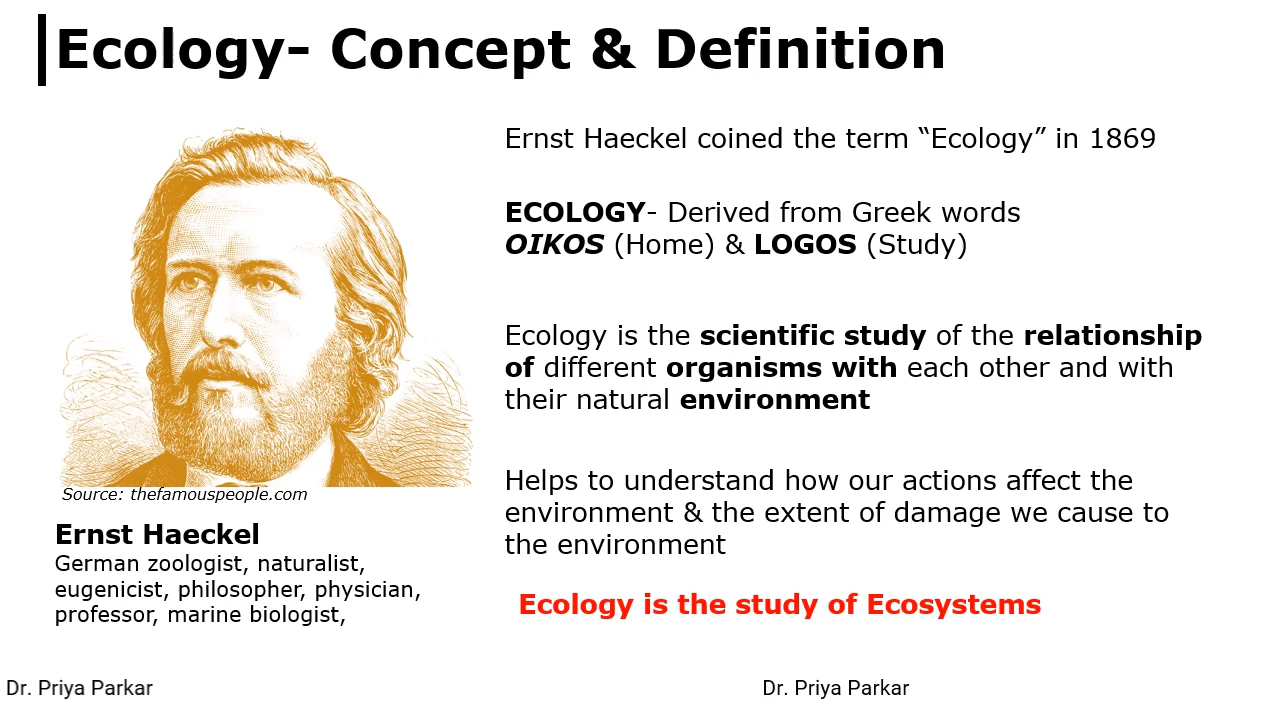 Ecology- Concept & Definition
Ernst Haeckel coined the term “Ecology” in 1869
ECOLOGY- Derived from Greek words
OIKOS (Home) & LOGOS (Study)
Ecology is the scientific study of the relationship
of different organisms with each other and with
their natural environment
Helps to understand how our actions affect the
environment & the extent of damage we cause to
the environment
Ecology is the study of Ecosystems
Source: thefamouspeople.com
Ernst Haeckel
German zoologist, naturalist,
eugenicist, philosopher, physician,
professor, marine biologist,
Dr. Priya Parkar
Dr. Priya Parkar